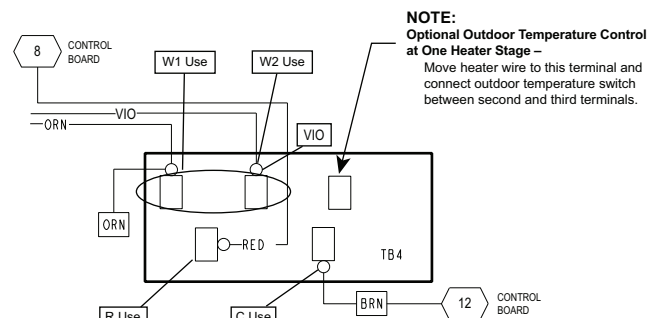 NOTE:
Optional Outdoor Temperature Control
at One Heater Stage –
Move heater wire to this terminal and
connect outdoor temperature switch
between second and third terminals.
8
CONTROL
BOARD
W1 Use
W2 Use
VIO
ORN
VIO
ORN
RED
TB4
R Use
C Use
BRN
12
CONTROL
BOARD